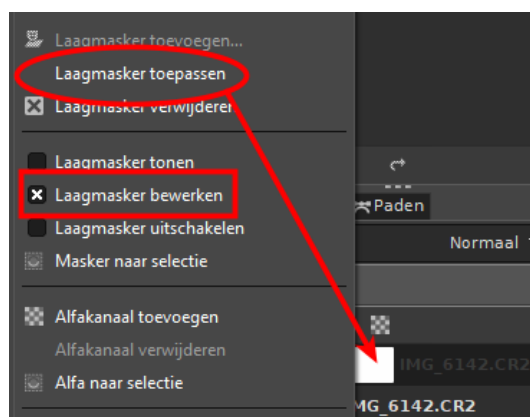 Laagmasker toevoegen...
Laagmasker toepassen
Laagmasker verwijderen
Laagmasker tonen
Laagmasker bewerken
Paden
Laagmasker uitschakelen
Normaal
Masker naar selectie
Alfakanaal toevoegen
Alfakanaal verwijderen
IMG_6142.CR2
Alfa naar selectie
MG_6142.CR2